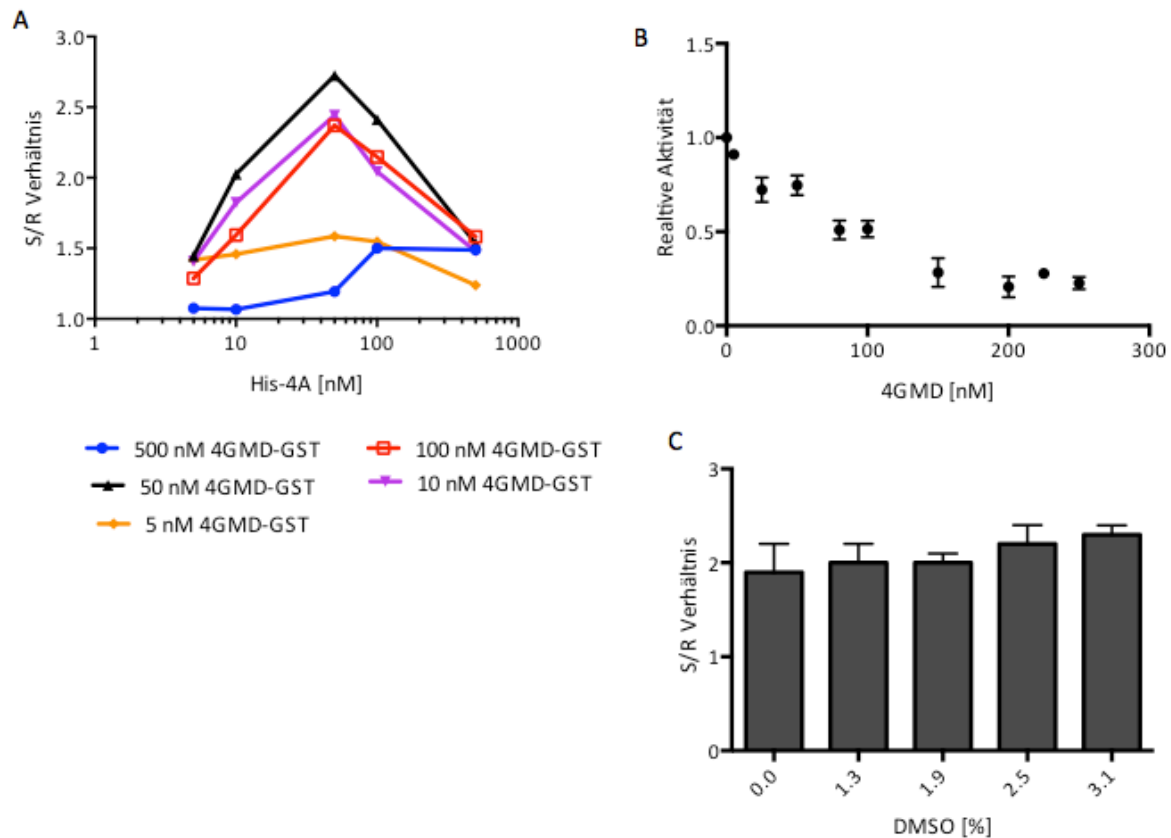 A
3.0
2.5
2.0
1.5
1.0
S/R Verhältnis
1
10
100
1000
His-4A [nM]
500 nM 4GMD-GST
100 nM 4GMD-GST
50 nM 4GMD-GST
10 nM 4GMD-GST
5 nM 4GMD-GST
B
1.5
1.0
0.5
0.0
Realtive Aktivität
0
100
200
300
4GMD [nM]
C
3
2
1
0
S/R Verhältnis
0.0
1.3
1.9
2.5
3.1
DMSO [%]